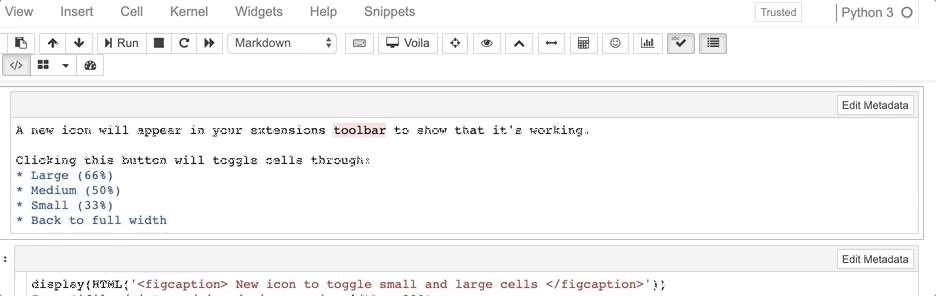 View Insert Cell Kernel Widgets Help Snippets Trusted Python 3
Run Markdown Voila abc
</>
Edit Metadata
A new icon will appear in your extensions toolbar to show that it's working.
Clicking this button will toggle cells through:
* Large (66%)
* Medium (50%)
* Small (33%)
* Back to full width
: Edit Metadata
display(HTML('<figcaption> New icon to toggle small and large cells </figcaption>'))